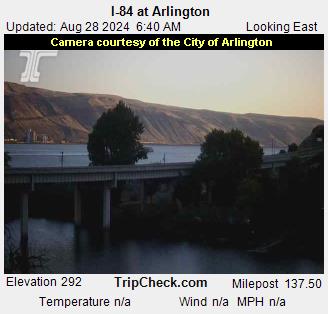 I-84 at Arlington
Updated: Aug 28 2024 6:40 AM Looking East
Camera courtesy of the City of Arlington
Elevation 292 TripCheck.com Milepost 137.50
Temperature n/a Wind n/a MPH n/a